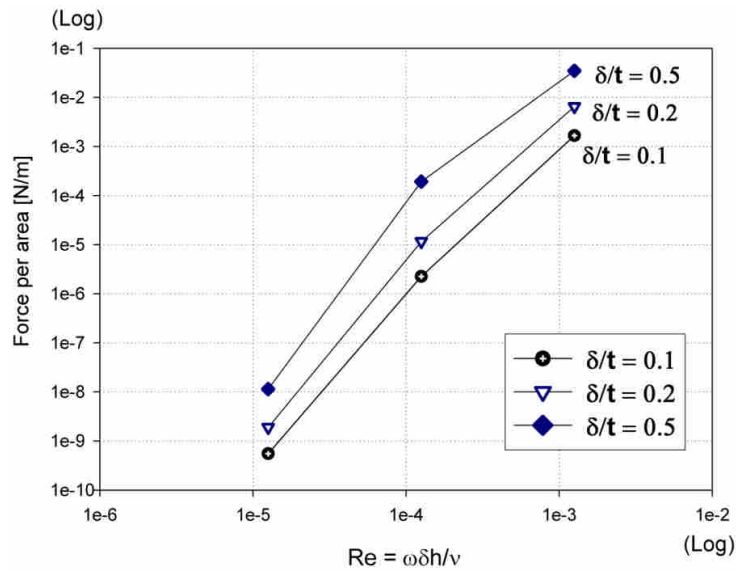 (Log)
1e-1
1e-2
1e-3
1e-4
1e-5
1e-6
1e-7
1e-8
1e-9
1e-10
Force per area [N/m]
δ/t = 0.5
δ/t = 0.2
δ/t = 0.1
δ/t = 0.1
δ/t = 0.2
δ/t = 0.5
1e-6
1e-5
1e-4
1e-3
1e-2
Re = ωδh/ν
(Log)